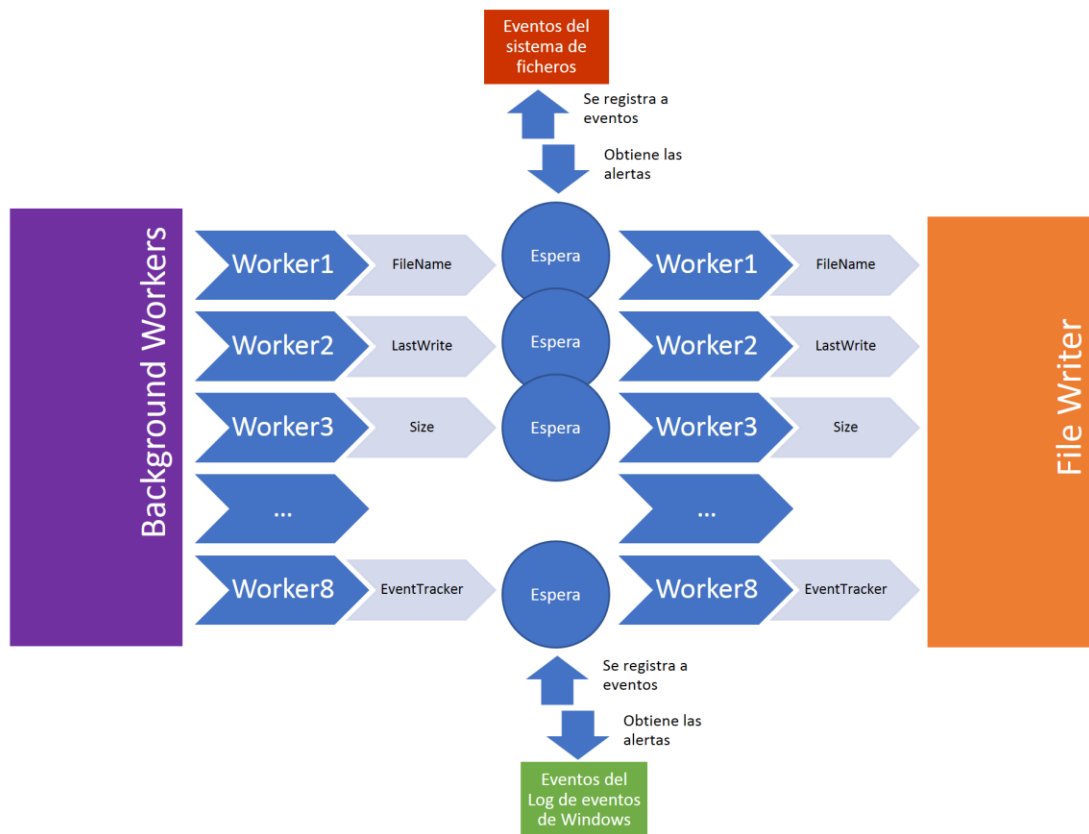 Eventos del
sistema de
ficheros
Se registra a
eventos
Obtiene las
alertas
Background Workers
Worker1
FileName
Espera
Worker1
FileName
Worker2
LastWrite
Espera
Worker2
LastWrite
Worker3
Size
Espera
Worker3
Size
...
...
Worker8
EventTracker
Espera
Worker8
EventTracker
File Writer
Se registra a
eventos
Obtiene las
alertas
Eventos del
Log de eventos
de Windows